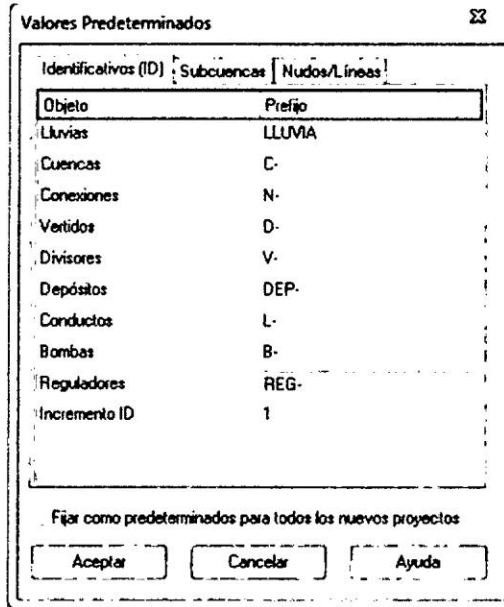 Valores Predeterminados
Identificativos (ID) Subcuencas Nudos/Líneas
Objeto Prefijo
Lluvias LLUVIA
Cuencas C-
Conexiones N-
Vertidos D-
Divisores V-
Depósitos DEP-
Conductos L-
Bombas B-
Reguladores REG-
Incremento ID 1
Fijar como predeterminados para todos los nuevos proyectos
Aceptar Cancelar Ayuda